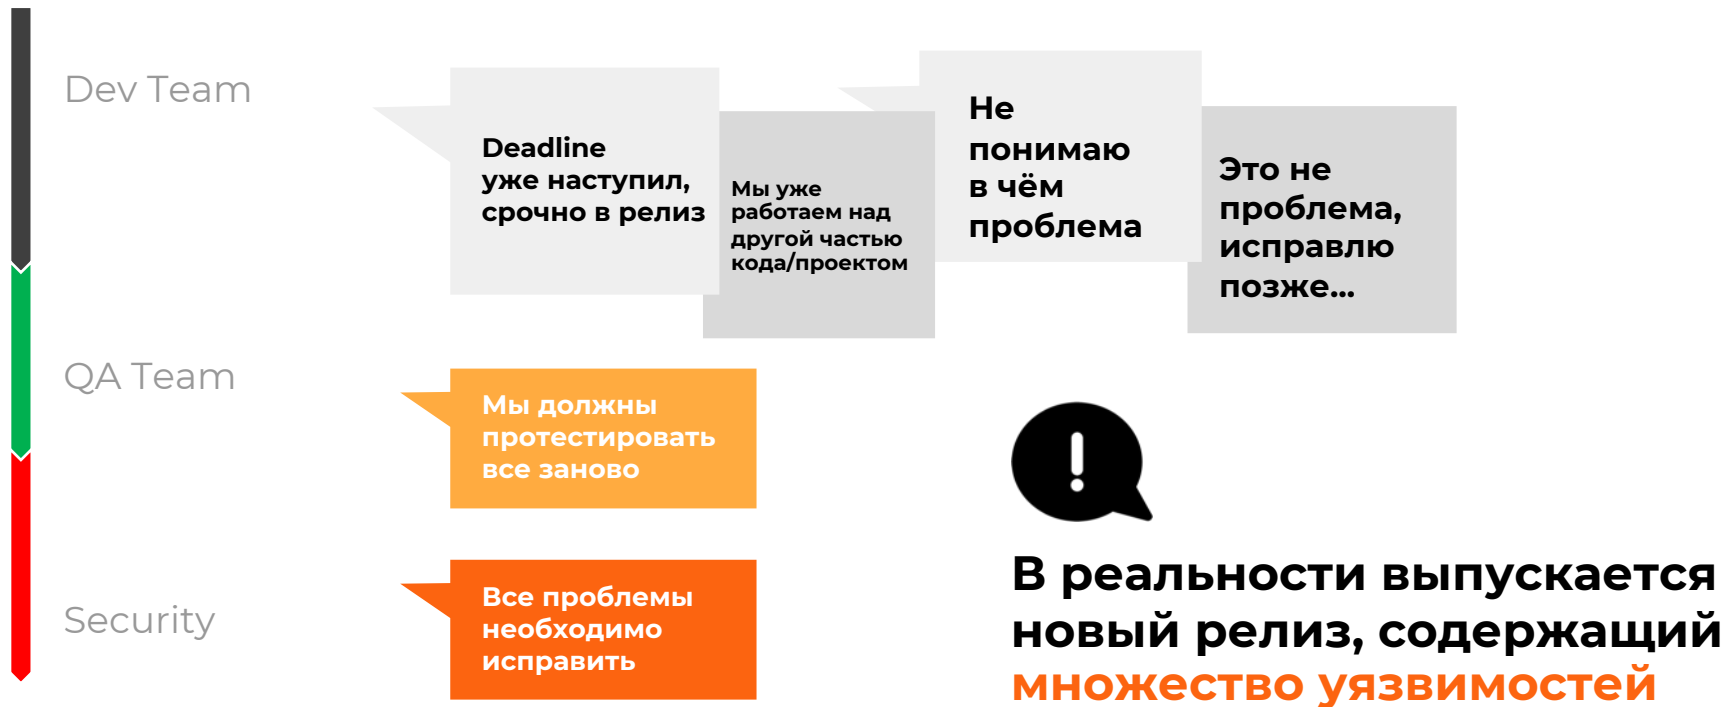 Dev Team
Deadline
уже наступил,
срочно в релиз
Мы уже
работаем над
другой частью
кода/проектом
Не
понимаю
в чём
проблема
Это не
проблема,
исправлю
позже...
QA Team
Мы должны
протестировать
все заново
Security
Все проблемы
необходимо
исправить
!
В реальности выпускается
новый релиз, содержащий
множество уязвимостей